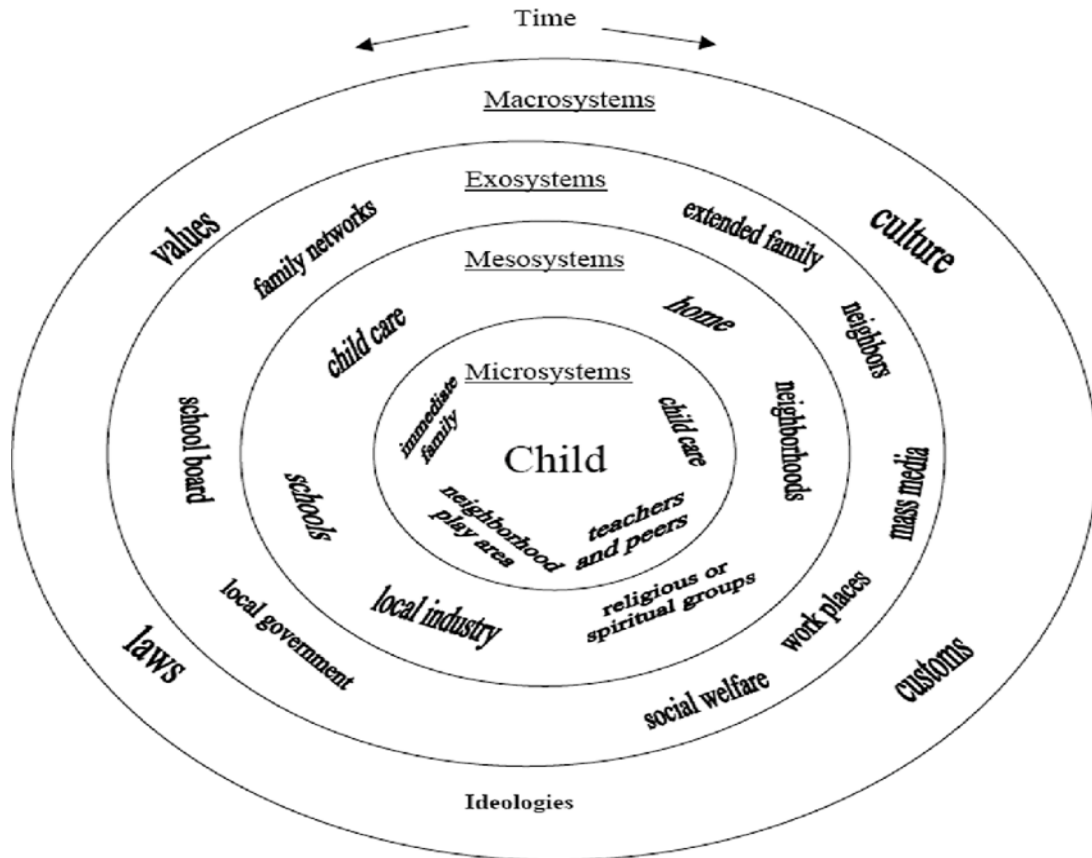 Time
Macrosystems
Exosystems
values
family networks
extended family
culture
Mesosystems
child care
home
neighbors
Microsystems
immediate
family
child care
school board
Child
neighborhoods
mass media
schools
neighborhood
play area
teachers
and peers
local government
local industry
religious or
spiritual groups
work places
laws
social welfare
customs
Ideologies